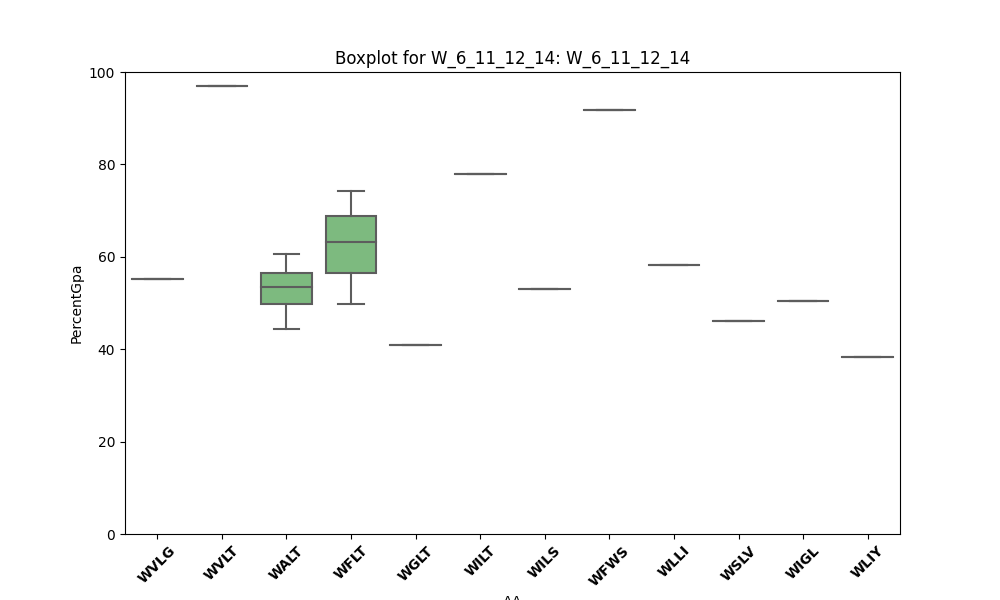 Boxplot for W_6_11_12_14: W_6_11_12_14
PercentGpa
100
80
60
40
20
0
WVLG
WVLT
WALT
WFLT
WGLT
WILT
WILS
WFWS
WLLI
WSLV
WIGL
WLIY
AA